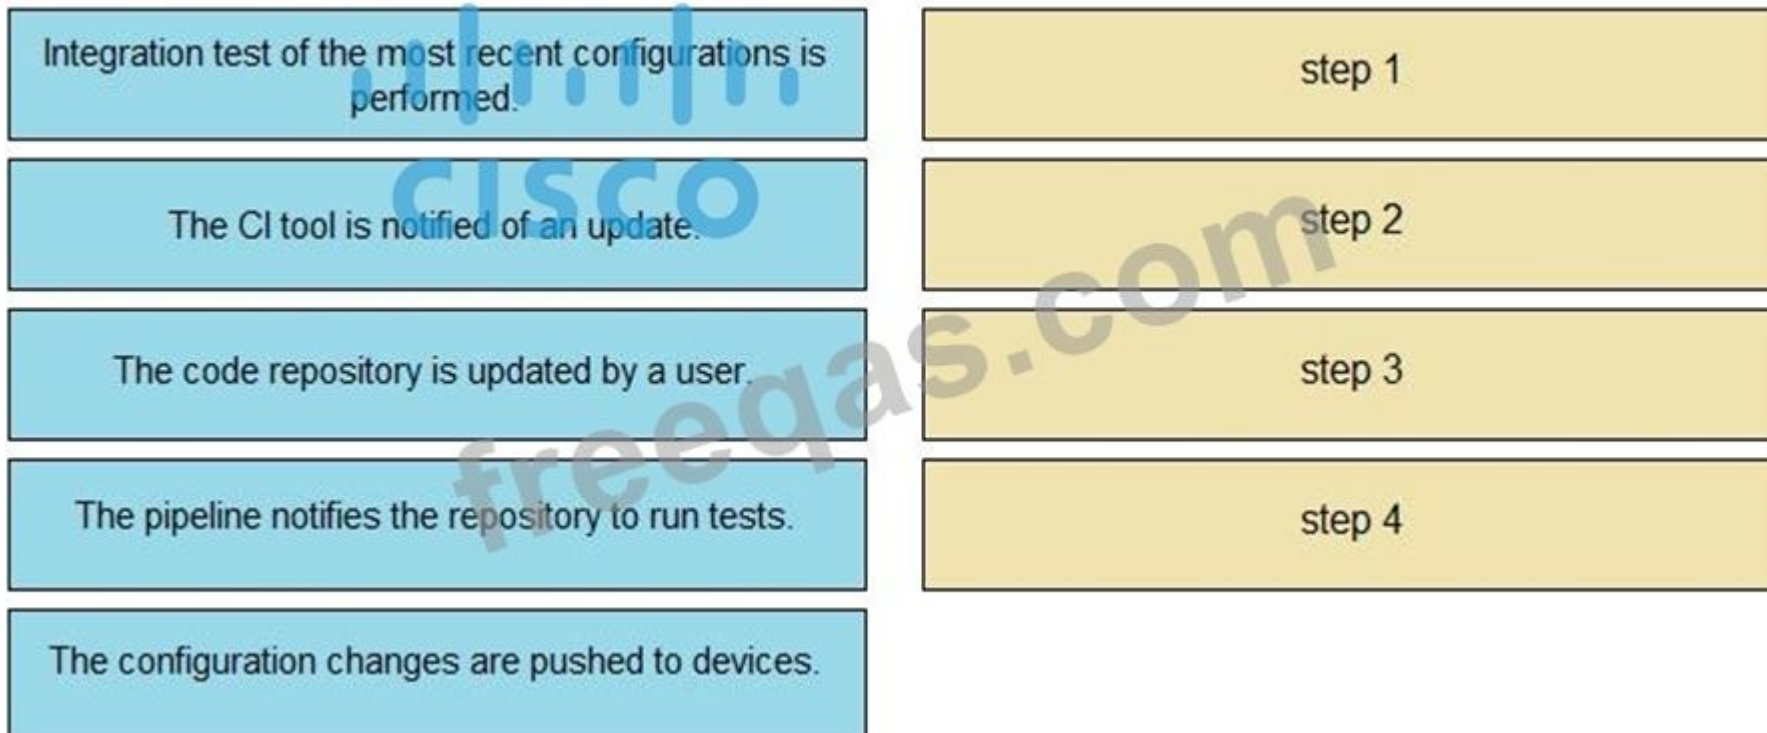 Integration test of the most recent configurations is
performed.
step 1
cisco
The CI tool is notified of an update.
step 2
The code repository is updated by a user.
step 3
freeqas.com
The pipeline notifies the repository to run tests.
step 4
The configuration changes are pushed to devices.